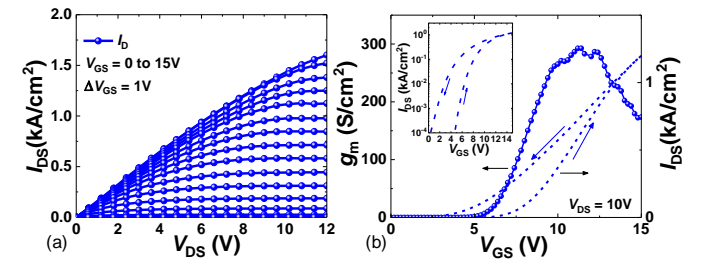 2.0
1.5
1.0
0.5
0.0
I_DS(kA/cm²)
I_D
V_GS = 0 to 15V
ΔV_GS = 1V
0 2 4 6 8 10 12
V_DS (V)
(a)
300
200
100
0
g_m (S/cm²)
10⁰
10⁻¹
10⁻²
10⁻³
10⁻⁴
I_DS (kA/cm²)
0 2 4 6 8 10 12 14
V_GS (V)
V_DS = 10V
0 5 10 15
V_GS (V)
1
0
I_DS(kA/cm²)
(b)